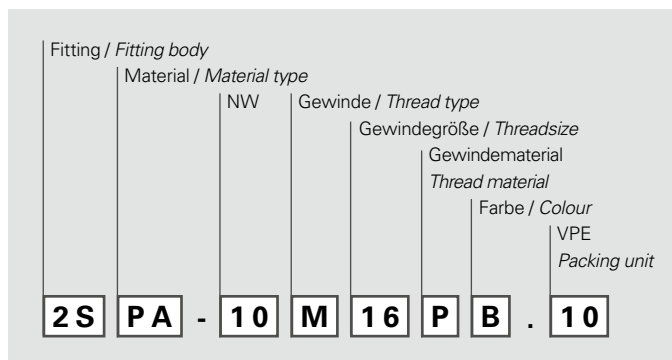 Fitting / Fitting body
Material / Material type
NW Gewinde / Thread type
Gewindegröße / Threadsize
Gewindematerial
Thread material
Farbe / Colour
VPE
Packing unit
2S PA - 10 M 16 P B . 10